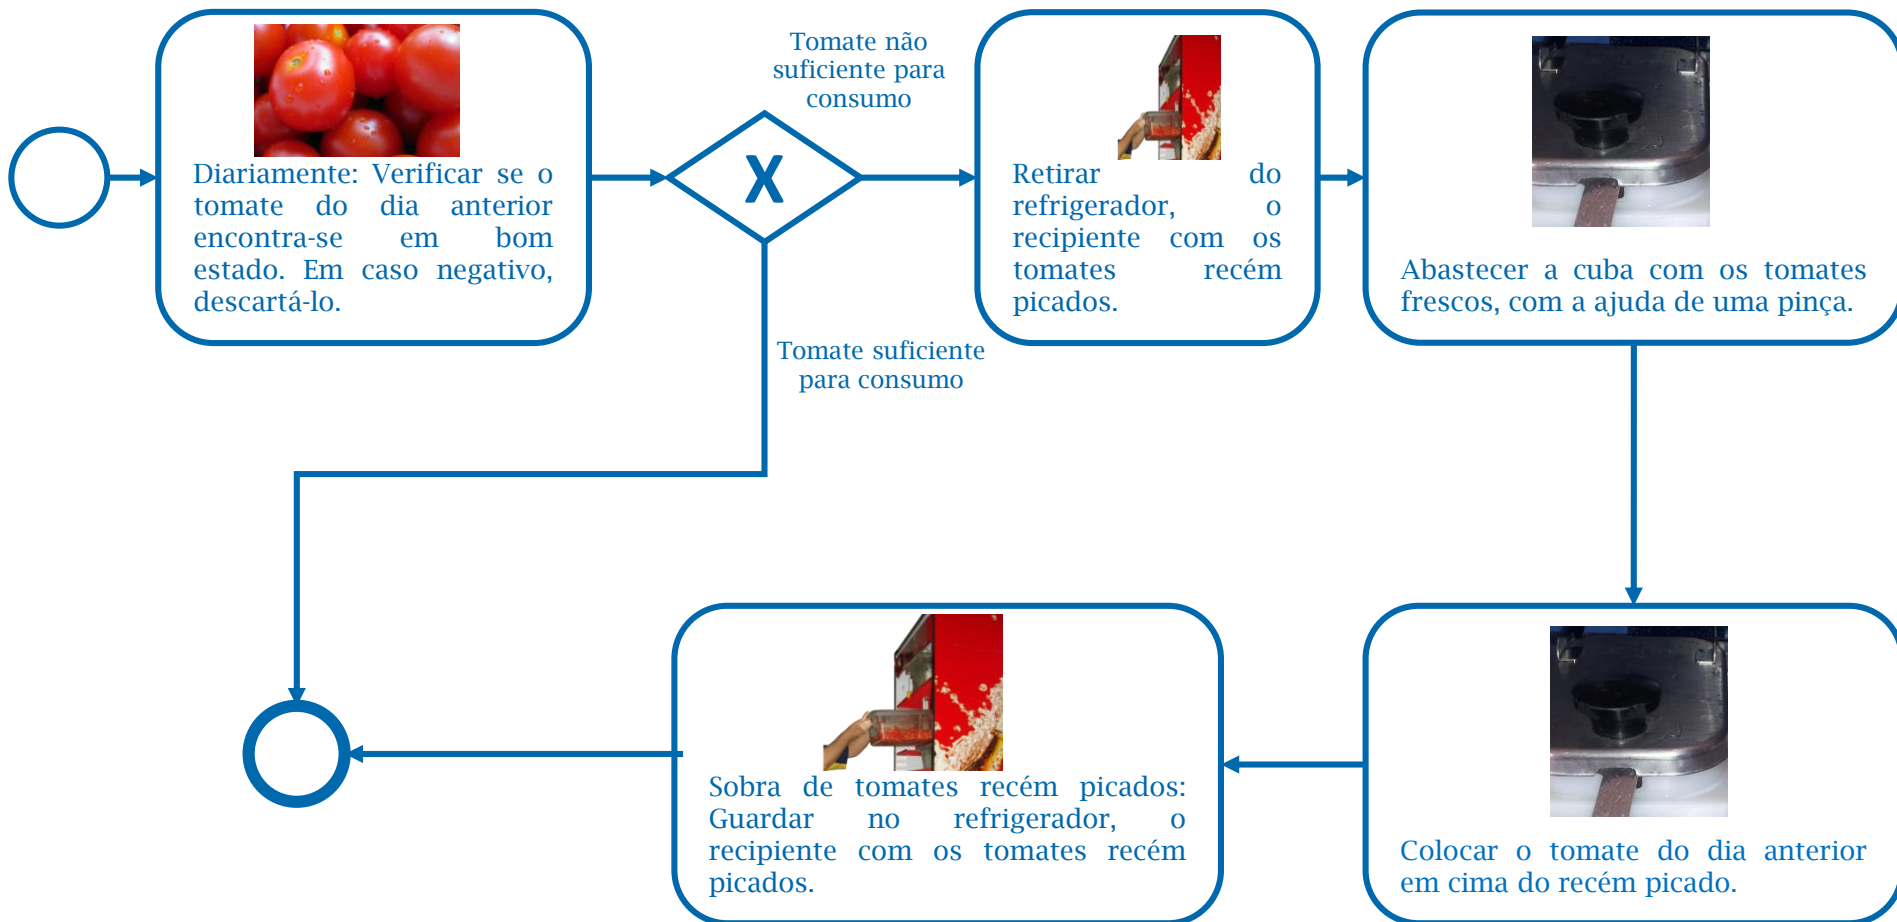 Diariamente: Verificar se o
tomate do dia anterior
encontra-se em bom
estado. Em caso negativo,
descartá-lo.
Tomate não
suficiente para
consumo
X
Tomate suficiente
para consumo
Retirar do
refrigerador, o
recipiente com os
tomates recém
picados.
Abastecer a cuba com os tomates
frescos, com a ajuda de uma pinça.
Colocar o tomate do dia anterior
em cima do recém picado.
Sobra de tomates recém picados:
Guardar no refrigerador, o
recipiente com os tomates recém
picados.